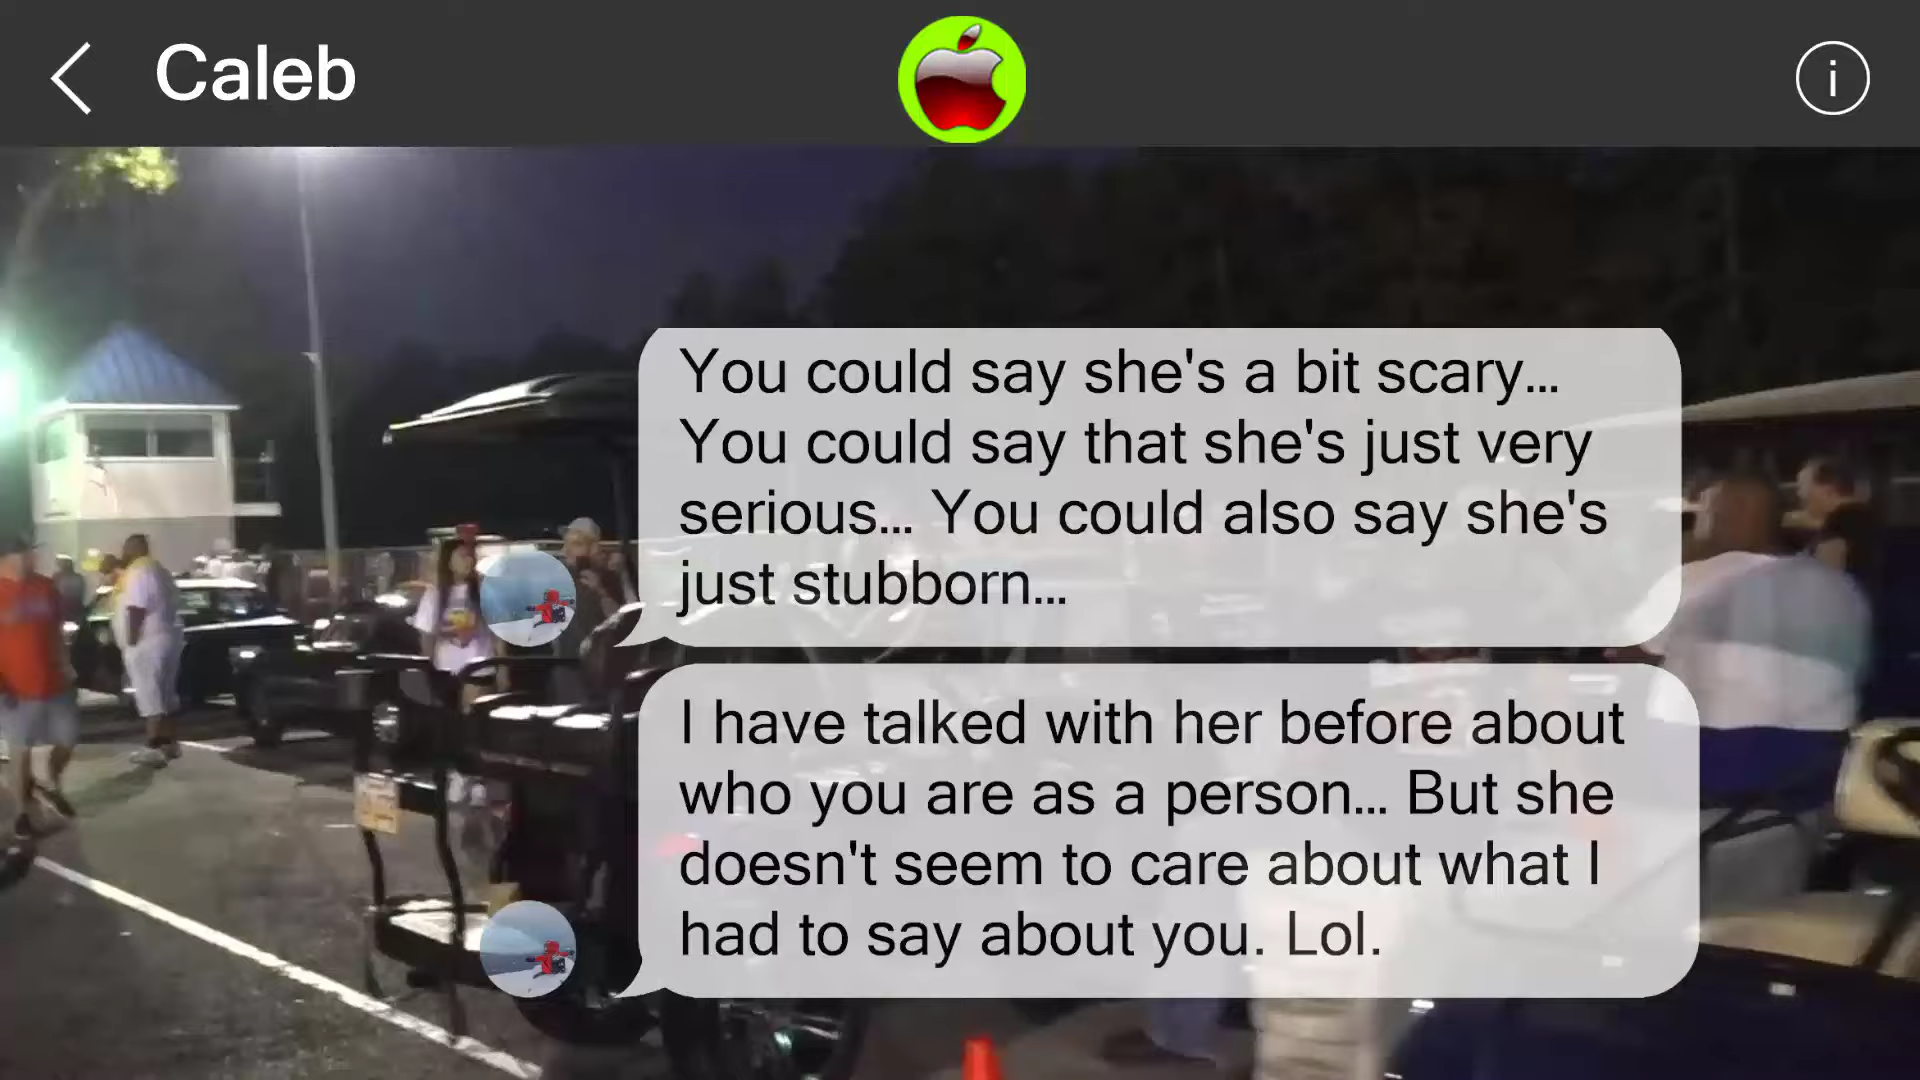 Caleb
You could say she's a bit scary...
You could say that she's just very
serious... You could also say she's
just stubborn...
I have talked with her before about
who you are as a person... But she
doesn't seem to care about what I
had to say about you. Lol.